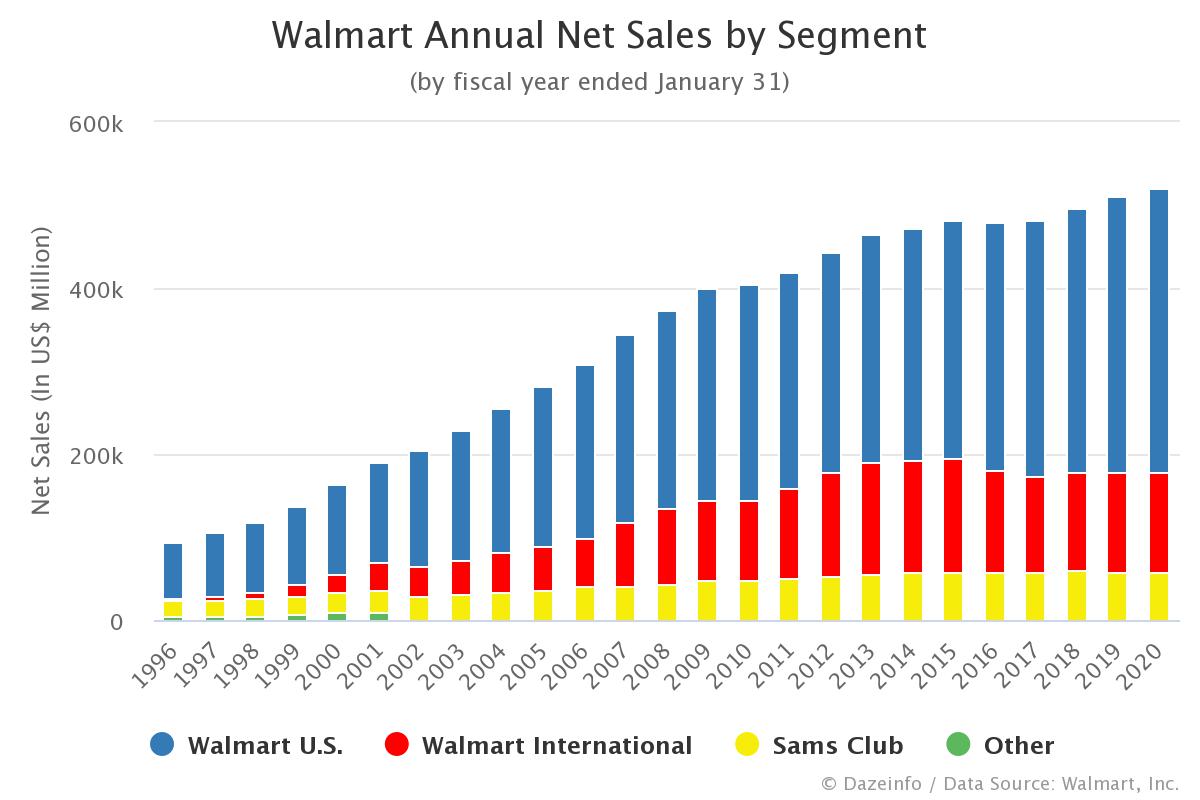 Walmart Annual Net Sales by Segment
(by fiscal year ended January 31)
Net Sales (In US$ Million)
600k
400k
200k
0
1996 1997 1998 1999 2000 2001 2002 2003 2004 2005 2006 2007 2008 2009 2010 2011 2012 2013 2014 2015 2016 2017 2018 2019 2020
Walmart U.S. Walmart International Sams Club Other
© Dazeinfo / Data Source: Walmart, Inc.